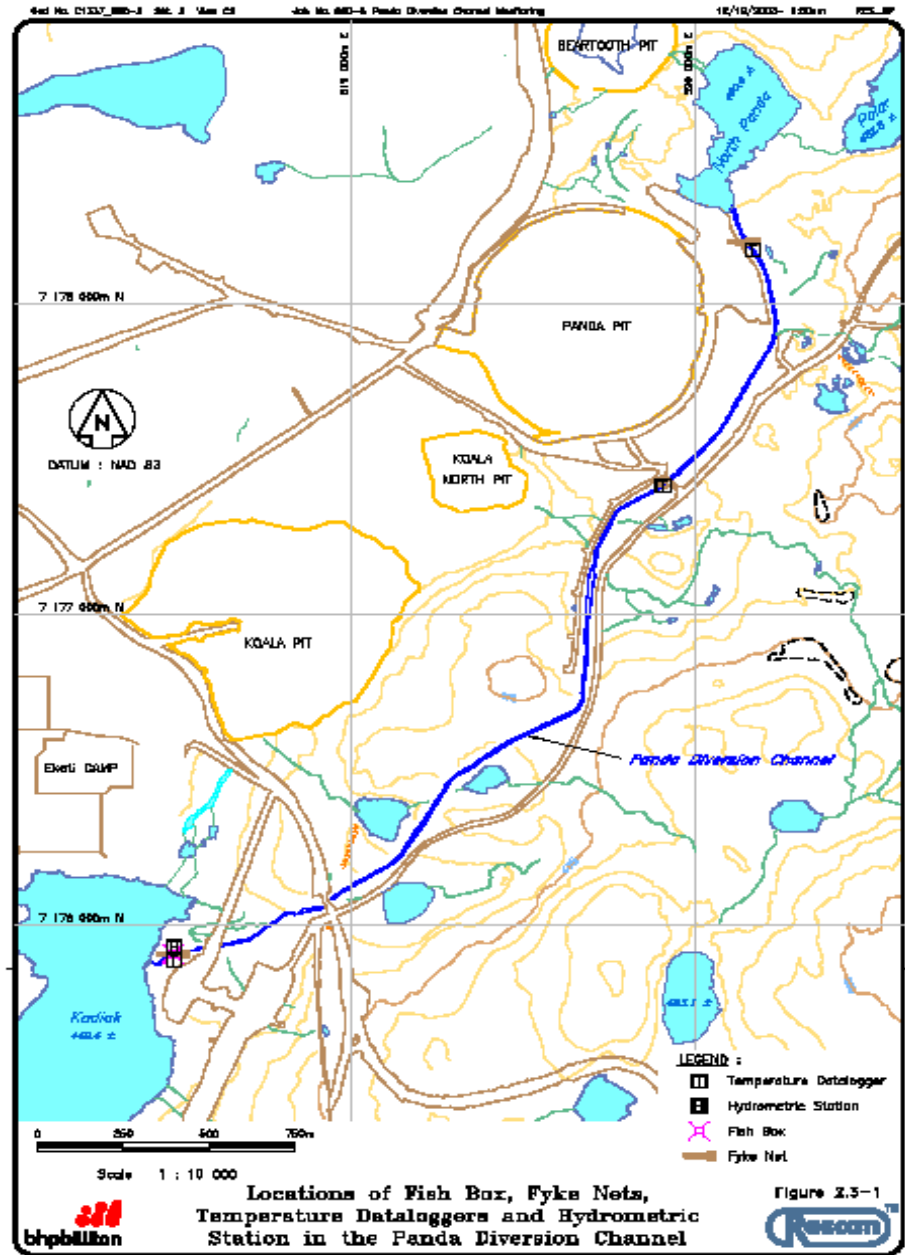 BEARTOOTH PIT
North Panda
Polar
7 178 000m N
PANDA PIT
N
DATUM : NAD 83
KOALA
NORTH PIT
7 177 000m N
KOALA PIT
Ekati CAMP
Panda Diversion Channel
7 176 000m N
Kodiak
LEGEND :
Temperature Datalogger
Hydrometric Station
Fish Box
Fyke Net
0 250 500 750m
Scale 1 : 10 000
Locations of Fish Box, Fyke Nets,
Temperature Dataloggers and Hydrometric
Station in the Panda Diversion Channel
Figure 2.3-1
bhpbilliton
Rescan™